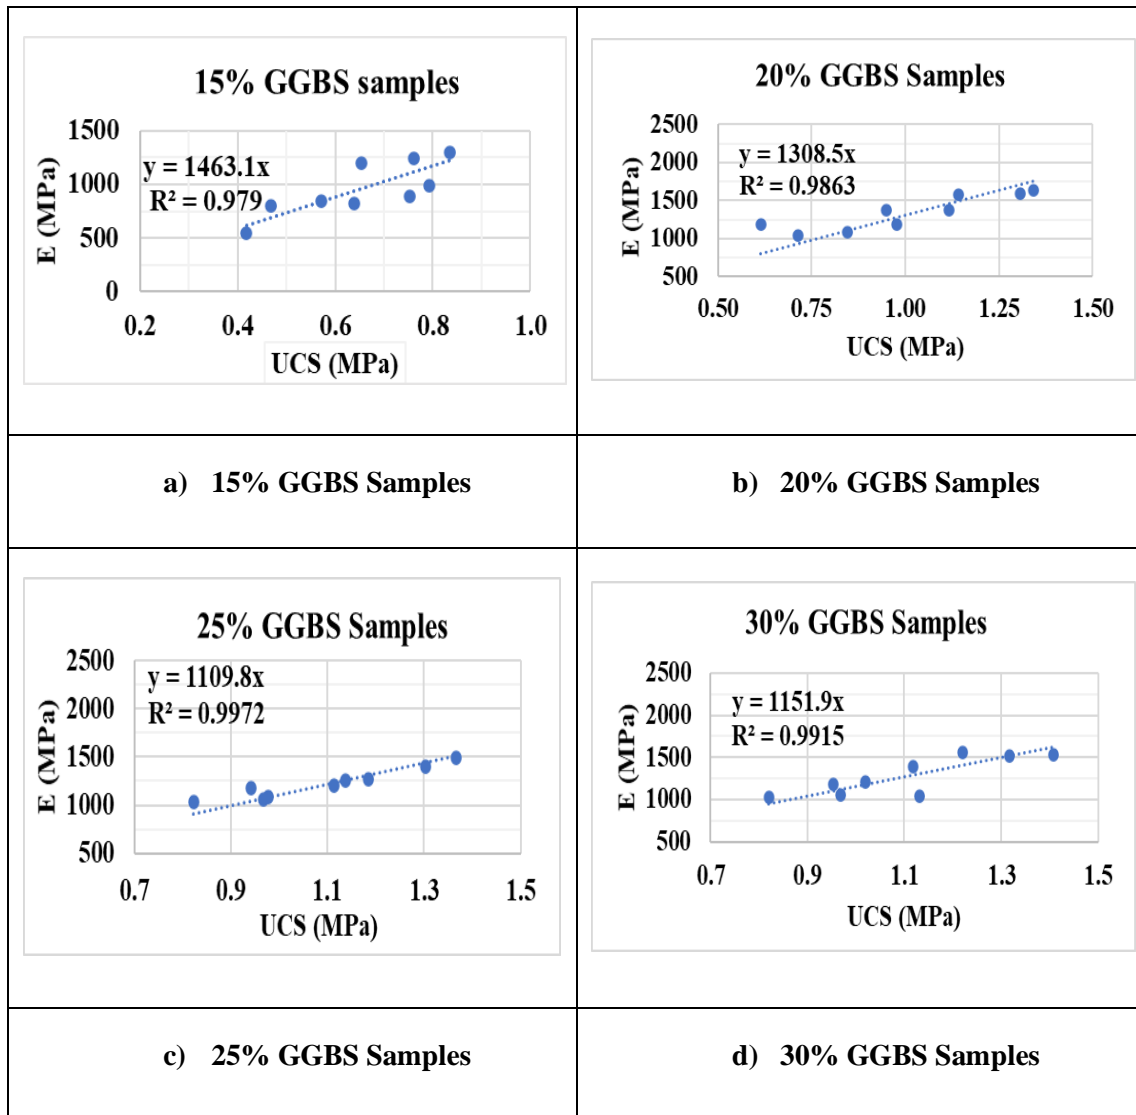 15% GGBS samples
1500
1000
500
0
E (MPa)
y = 1463.1x
R² = 0.979
0.2 0.4 0.6 0.8 1.0
UCS (MPa)
20% GGBS Samples
2500
2000
1500
1000
500
E (MPa)
y = 1308.5x
R² = 0.9863
0.50 0.75 1.00 1.25 1.50
UCS (MPa)
a) 15% GGBS Samples
b) 20% GGBS Samples
25% GGBS Samples
2500
2000
1500
1000
500
E (MPa)
y = 1109.8x
R² = 0.9972
0.7 0.9 1.1 1.3 1.5
UCS (MPa)
30% GGBS Samples
2500
2000
1500
1000
500
E (MPa)
y = 1151.9x
R² = 0.9915
0.7 0.9 1.1 1.3 1.5
UCS (MPa)
c) 25% GGBS Samples
d) 30% GGBS Samples